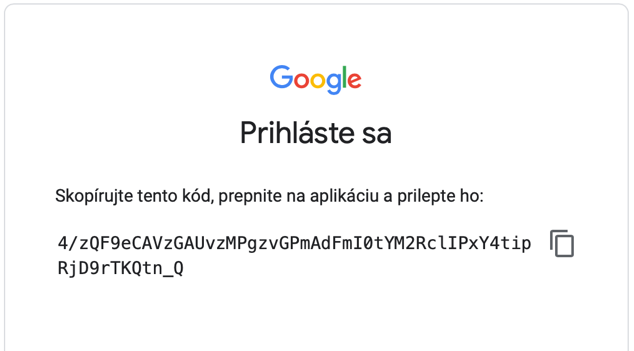 Google
Prihláste sa
Skopírujte tento kód, prepnite na aplikáciu a prilepte ho:
4/zQF9eCAVzGAUvzMPgzvGPmAdFmI0tYM2RclIPxY4tip
RjD9rTKQtn_Q